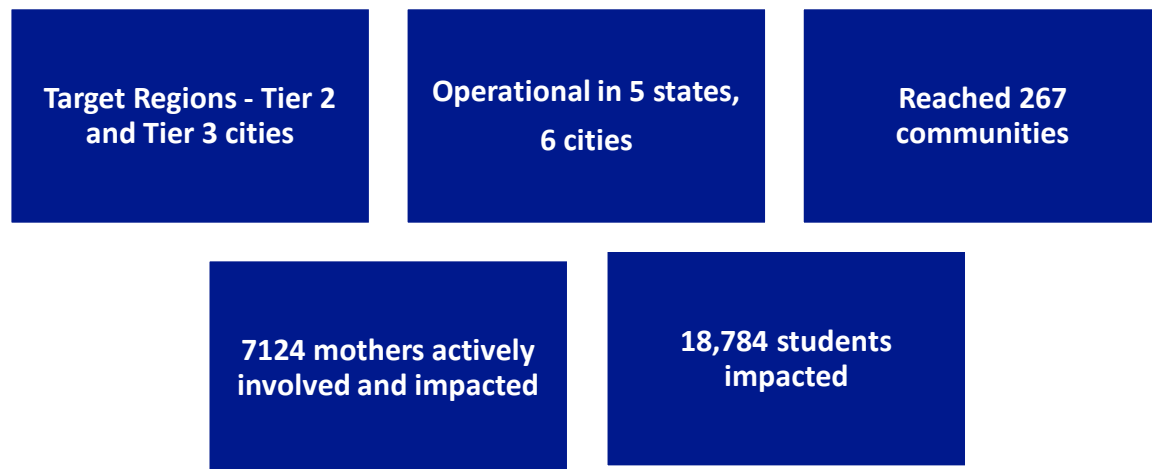 Target Regions - Tier 2
and Tier 3 cities
Operational in 5 states,
6 cities
Reached 267
communities
7124 mothers actively
involved and impacted
18,784 students
impacted